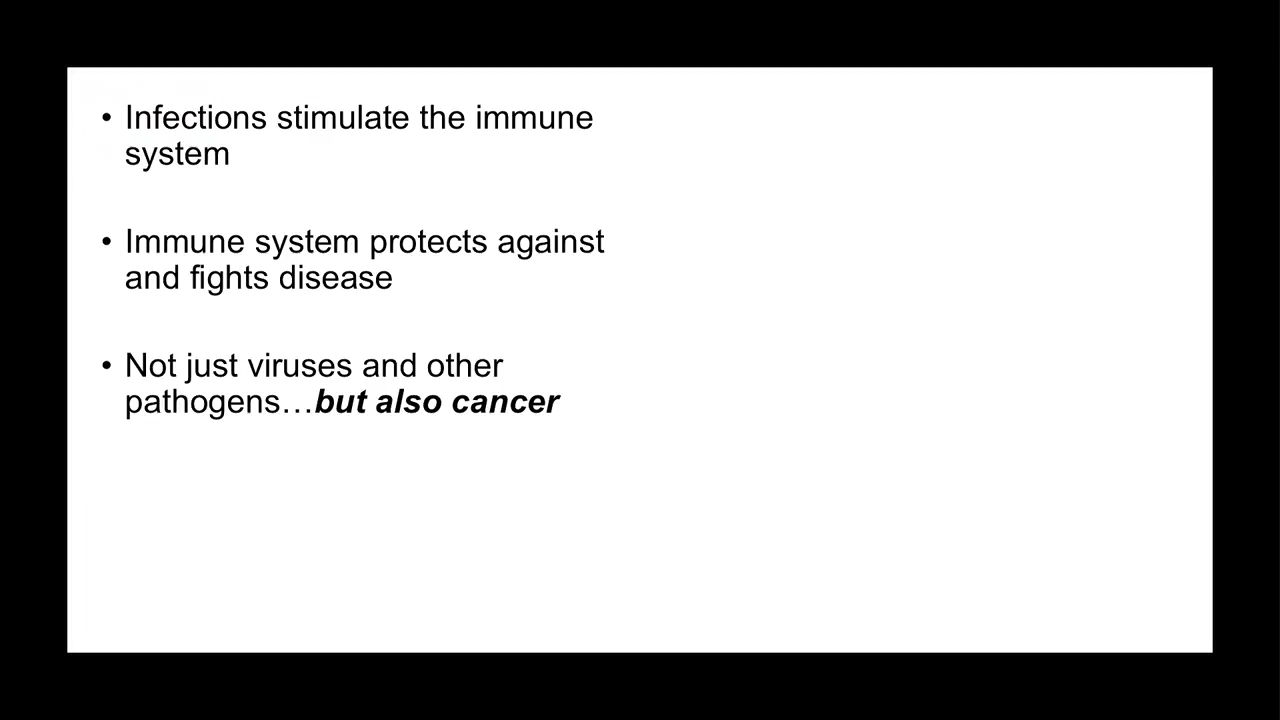 • Infections stimulate the immune
system
• Immune system protects against
and fights disease
• Not just viruses and other
pathogens…but also cancer